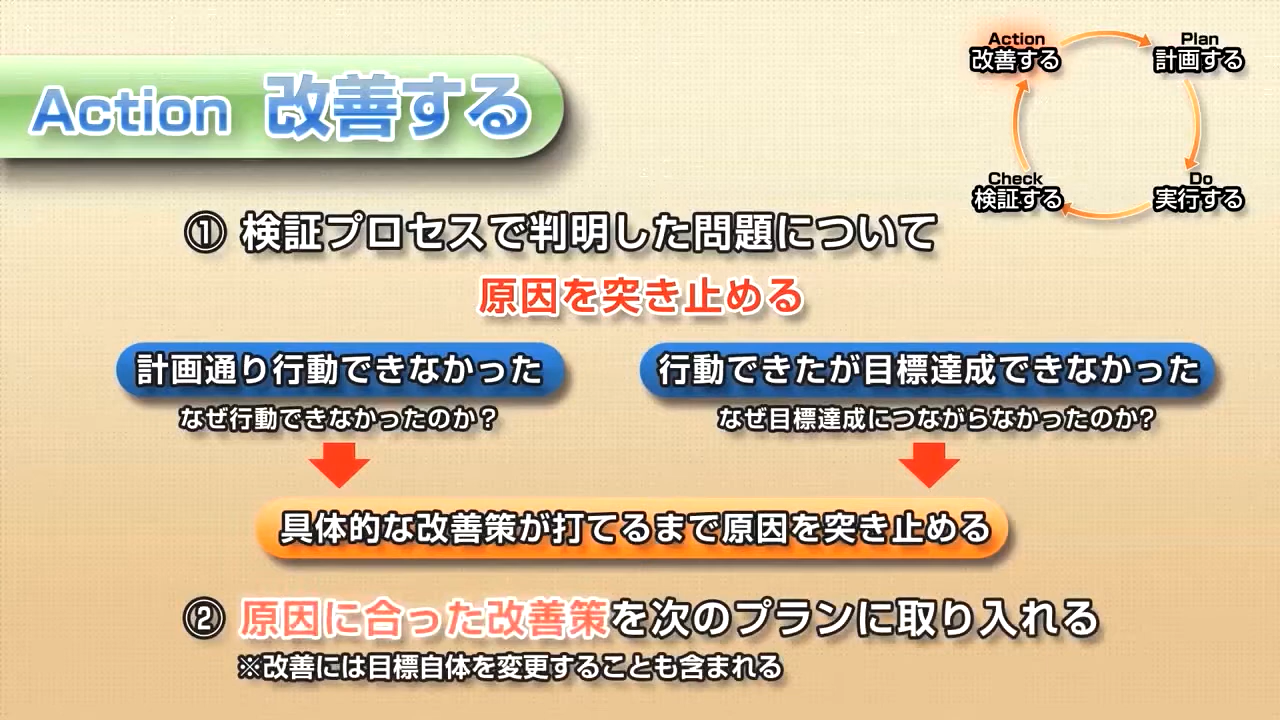 Action 改善する
Action
改善する
Plan
計画する
Check
検証する
Do
実行する
① 検証プロセスで判明した問題について
原因を突き止める
計画通り行動できなかった
なぜ行動できなかったのか？
行動できたが目標達成できなかった
なぜ目標達成につながらなかったのか?
具体的な改善策が打てるまで原因を突き止める
② 原因に合った改善策を次のプランに取り入れる
※改善には目標自体を変更することも含まれる